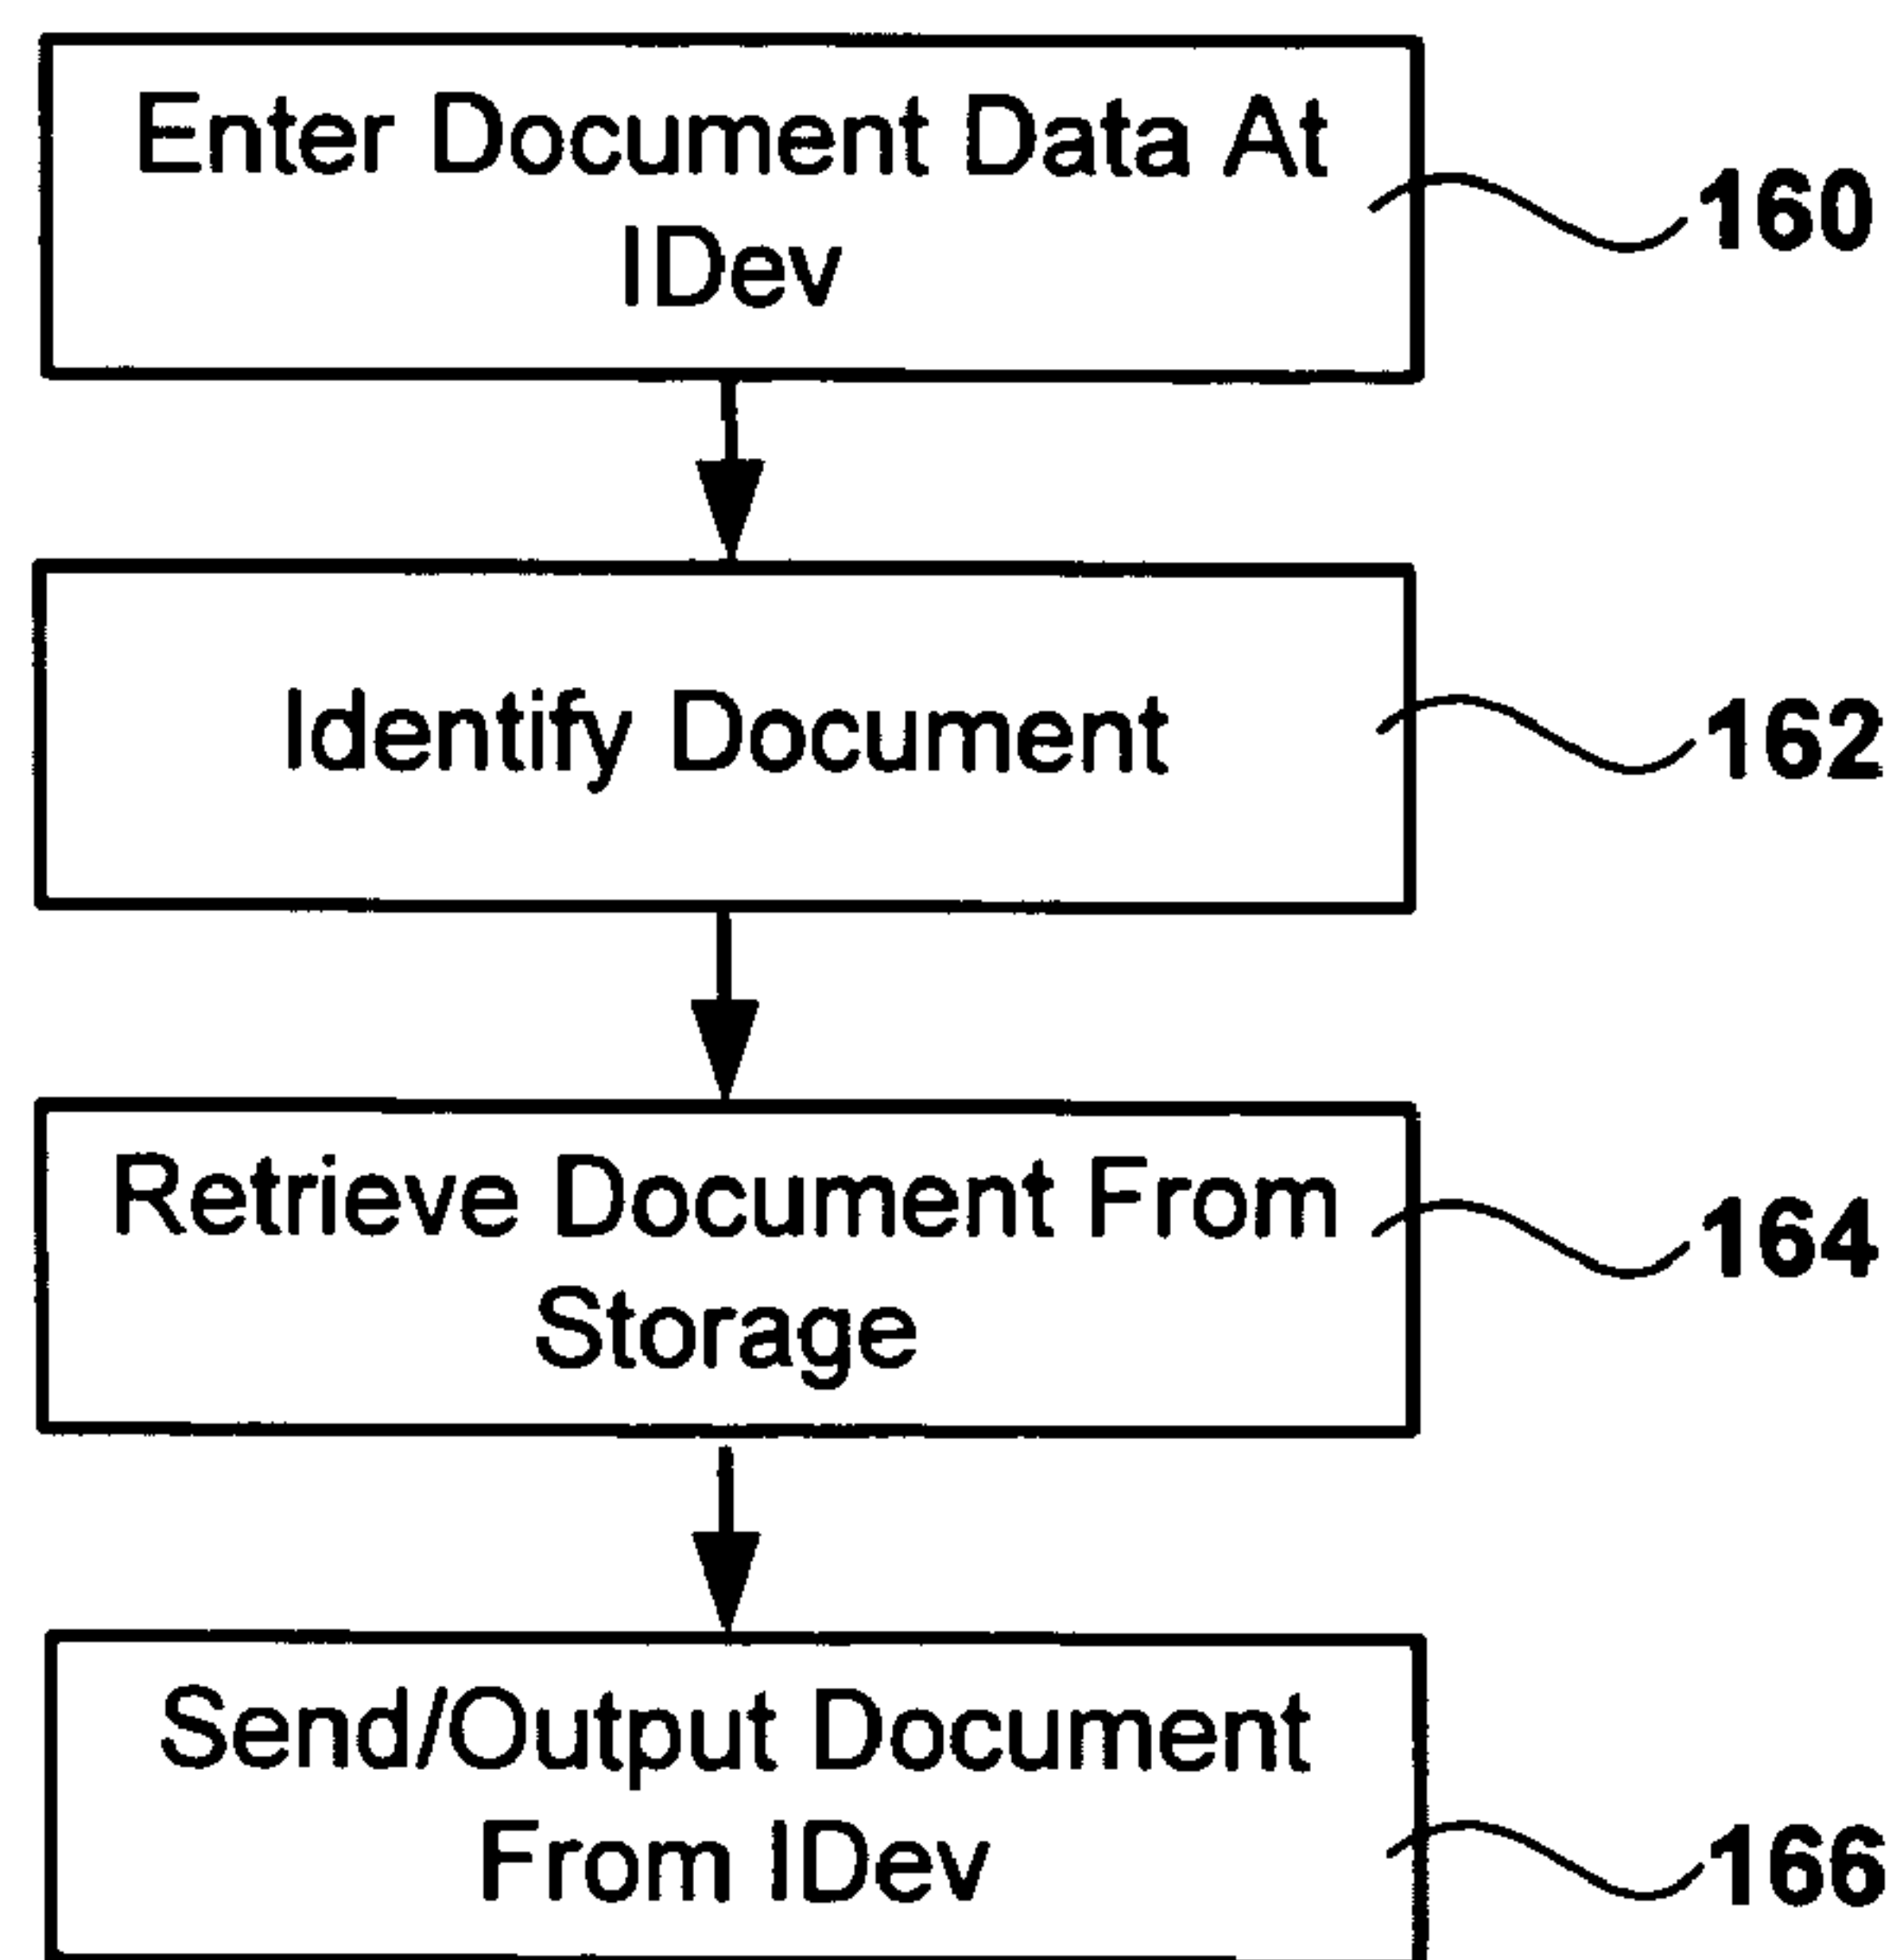 Enter Document Data At
IDev
160
Identify Document
162
Retrieve Document From
Storage
164
Send/Output Document
From IDev
166